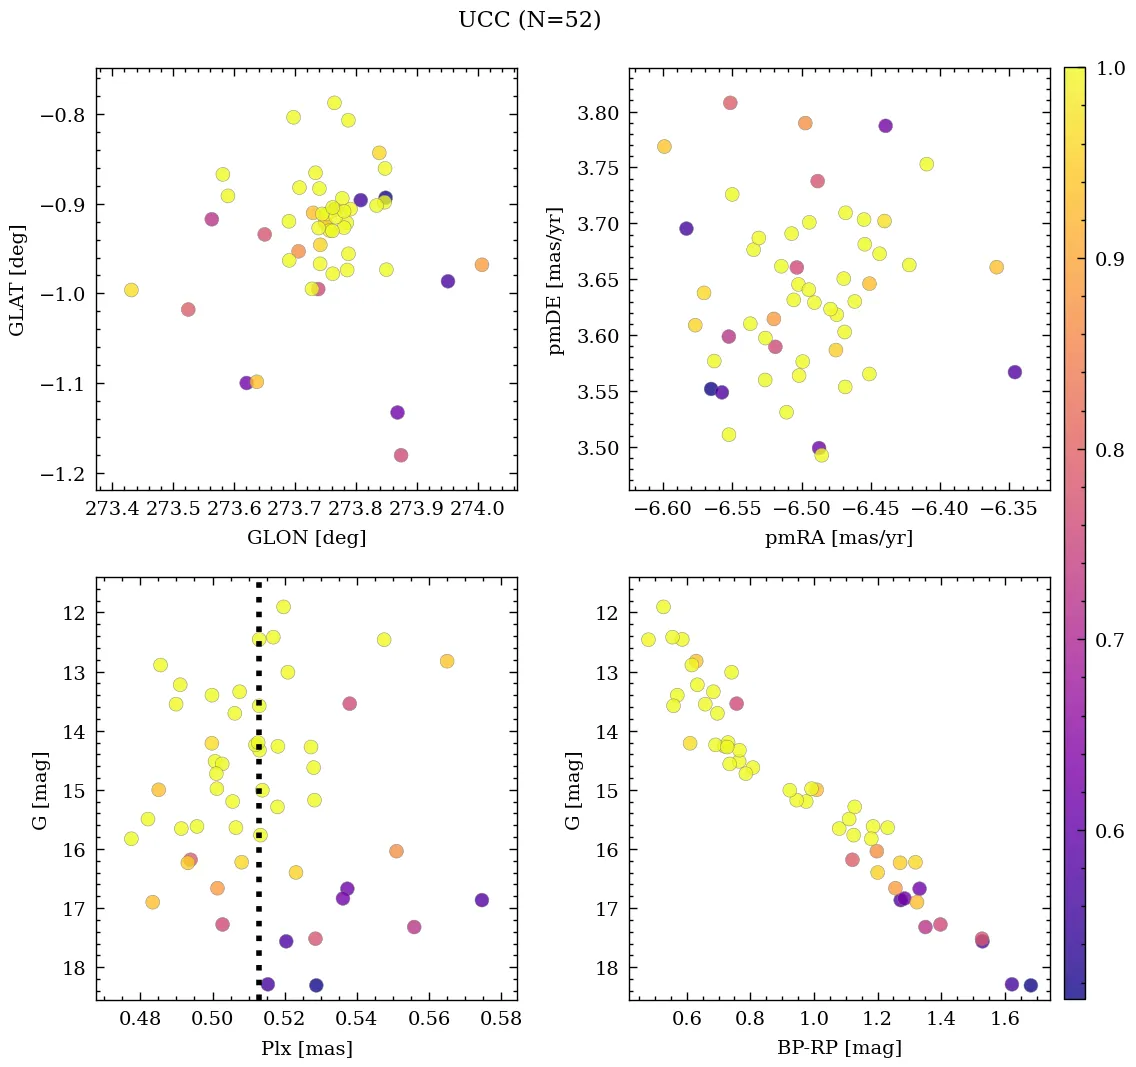 UCC (N=52)
−0.8
−0.9
−1.0
−1.1
−1.2
GLAT [deg]
273.4 273.5 273.6 273.7 273.8 273.9 274.0
GLON [deg]
3.80
3.75
3.70
3.65
3.60
3.55
3.50
pmDE [mas/yr]
−6.60 −6.55 −6.50 −6.45 −6.40 −6.35
pmRA [mas/yr]
1.0
0.9
0.8
0.7
0.6
12
13
14
15
16
17
18
G [mag]
0.48 0.50 0.52 0.54 0.56 0.58
Plx [mas]
12
13
14
15
16
17
18
G [mag]
0.6 0.8 1.0 1.2 1.4 1.6
BP-RP [mag]